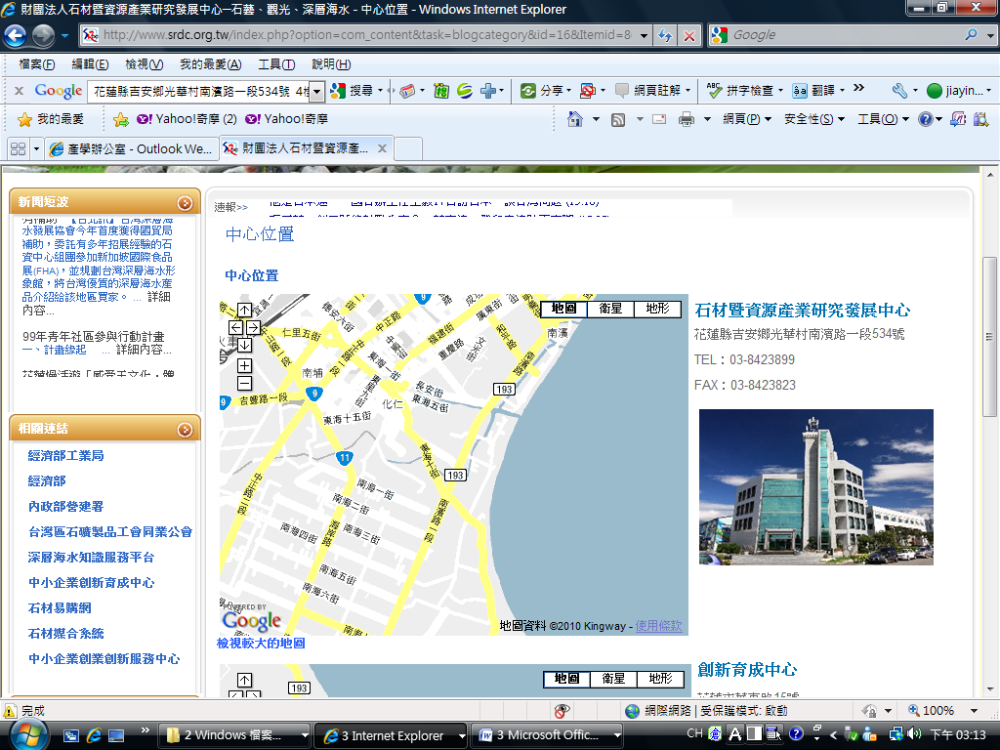 財團法人石材暨資源產業研究發展中心─石藝、觀光、深層海水 - 中心位置 - Windows Internet Explorer
http://www.srdc.org.tw/index.php?option=com_content&task=blogcategory&id=16&Itemid=8
Google
檔案(F) 編輯(E) 檢視(V) 我的最愛(A) 工具(T) 說明(H)
Google 花蓮縣吉安鄉光華村南濱路一段534號 4樓 搜尋 分享 網頁註解 拼字檢查 翻譯 jiayin...
我的最愛 Yahoo!奇摩 (2) Yahoo!奇摩 網頁(P) 安全性(S) 工具(O)
產學辦公室 - Outlook We... 財團法人石材暨資源產...
新聞短波
水發展協會今年首度獲得國貿局
補助，委託有多年招展經驗的石
資中心組團參加新加坡國際食品
展(FHA)，並規劃台灣深層海水形
象館，將台灣優質的深層海水產
品介紹給該地區買家。 ... 詳細
內容...
99年青年社區參與行動計畫
一、計畫緣起 ... 詳細內容...
相關連結
經濟部工業局
經濟部
內政部營建署
台灣區石礦製品工會同業公會
深層海水知識服務平台
中小企業創新育成中心
石材易購網
石材媒合系統
中小企業創業創新服務中心
速報>>
中心位置
中心位置
地圖 衛星 地形
9
中正路
仁里五街
南濱
南埔
9
9
吉豐路一段
化仁
長安街
東海五街
193
東海十五街
11
193
東海十街
中正路二段
南海一街
南海二街
南海三街
南海四街
海岸路
南濱路一段
南海五街
南海六街
POWERED BY
Google
地圖資料 ©2010 Kingway - 使用條款
檢視較大的地圖
石材暨資源產業研究發展中心
花蓮縣吉安鄉光華村南濱路一段534號
TEL：03-8423899
FAX：03-8423823
193
地圖 衛星 地形
創新育成中心
完成 網際網路 | 受保護模式: 啟動 100%
2 Windows 檔案... 3 Internet Explorer 3 Microsoft Offic... CH 下午 03:13